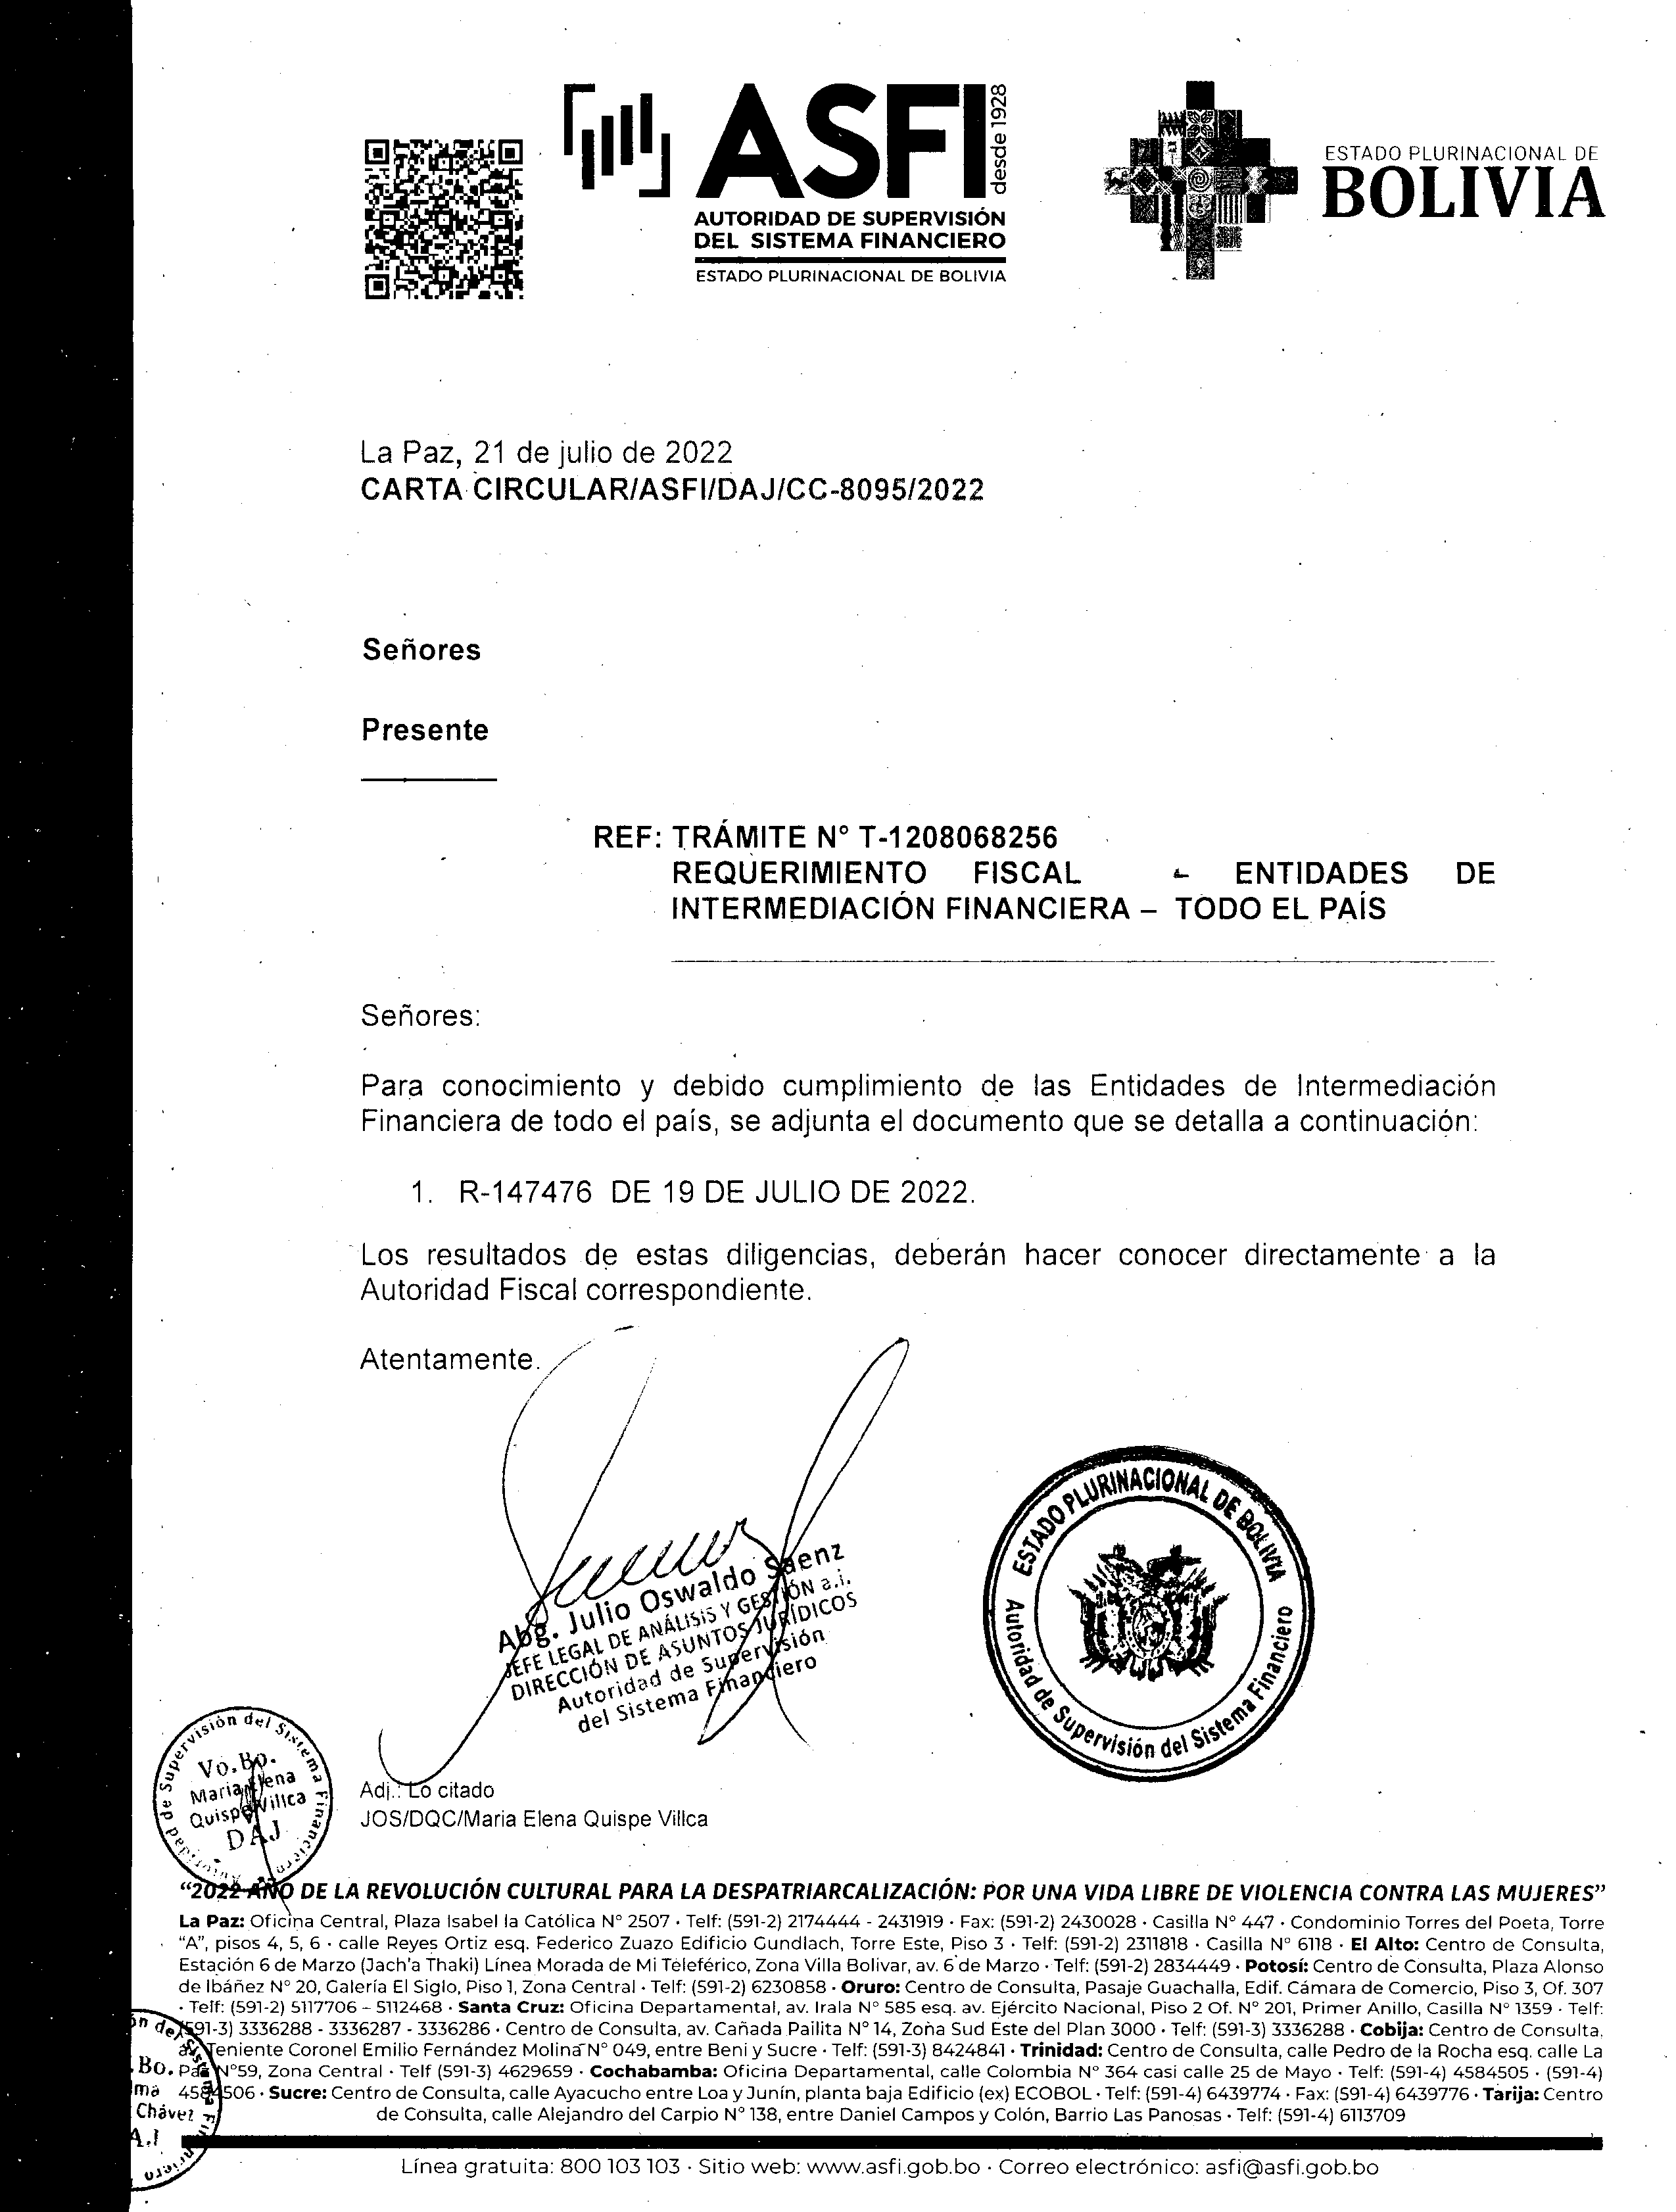 ASFI
desde 1928
AUTORIDAD DE SUPERVISIÓN
DEL SISTEMA FINANCIERO
ESTADO PLURINACIONAL DE BOLIVIA
ESTADO PLURINACIONAL DE
BOLIVIA
La Paz, 21 de julio de 2022
CARTA CIRCULAR/ASFI/DAJ/CC-8095/2022
Señores
Presente
REF: TRÁMITE N° T-1208068256
REQUERIMIENTO FISCAL - ENTIDADES DE
INTERMEDIACIÓN FINANCIERA – TODO EL PAÍS
Señores:
Para conocimiento y debido cumplimiento de las Entidades de Intermediación
Financiera de todo el país, se adjunta el documento que se detalla a continuación:
1. R-147476 DE 19 DE JULIO DE 2022.
Los resultados de estas diligencias, deberán hacer conocer directamente a la
Autoridad Fiscal correspondiente.
Atentamente.
Abg. Julio Oswaldo Saenz
JEFE LEGAL DE ANÁLISIS Y GESTIÓN a.i.
DIRECCIÓN DE ASUNTOS JURÍDICOS
Autoridad de Supervisión
del Sistema Financiero
ESTADO PLURINACIONAL DE BOLIVIA
Autoridad de Supervisión del Sistema Financiero
Autoridad de Supervisión del Sistema Financiero
Vo.Bo.
Maria Elena
Quispe Villca
DAJ
Adj.: Lo citado
JOS/DQC/Maria Elena Quispe Villca
“2022 AÑO DE LA REVOLUCIÓN CULTURAL PARA LA DESPATRIARCALIZACIÓN: POR UNA VIDA LIBRE DE VIOLENCIA CONTRA LAS MUJERES”
La Paz: Oficina Central, Plaza Isabel la Católica N° 2507 · Telf: (591-2) 2174444 - 2431919 · Fax: (591-2) 2430028 · Casilla N° 447 · Condominio Torres del Poeta, Torre
“A”, pisos 4, 5, 6 · calle Reyes Ortiz esq. Federico Zuazo Edificio Gundlach, Torre Este, Piso 3 · Telf: (591-2) 2311818 · Casilla N° 6118 · El Alto: Centro de Consulta,
Estación 6 de Marzo (Jach'a Thaki) Línea Morada de Mi Teleférico, Zona Villa Bolivar, av. 6 de Marzo · Telf: (591-2) 2834449 · Potosí: Centro de Consulta, Plaza Alonso
de Ibáñez N° 20, Galería El Siglo, Piso 1, Zona Central · Telf: (591-2) 6230858 · Oruro: Centro de Consulta, Pasaje Guachalla, Edif. Cámara de Comercio, Piso 3, Of. 307
· Telf: (591-2) 5117706 – 5112468 · Santa Cruz: Oficina Departamental, av. Irala N° 585 esq. av. Ejército Nacional, Piso 2 Of. N° 201, Primer Anillo, Casilla N° 1359 · Telf:
(591-3) 3336288 - 3336287 - 3336286 · Centro de Consulta, av. Cañada Pailita N° 14, Zona Sud Este del Plan 3000 · Telf: (591-3) 3336288 · Cobija: Centro de Consulta,
av. Teniente Coronel Emilio Fernández Molina N° 049, entre Beni y Sucre · Telf: (591-3) 8424841 · Trinidad: Centro de Consulta, calle Pedro de la Rocha esq. calle La
Paz N°59, Zona Central · Telf (591-3) 4629659 · Cochabamba: Oficina Departamental, calle Colombia N° 364 casi calle 25 de Mayo · Telf: (591-4) 4584505 · (591-4)
4584506 · Sucre: Centro de Consulta, calle Ayacucho entre Loa y Junín, planta baja Edificio (ex) ECOBOL · Telf: (591-4) 6439774 · Fax: (591-4) 6439776 · Tarija: Centro
de Consulta, calle Alejandro del Carpio N° 138, entre Daniel Campos y Colón, Barrio Las Panosas · Telf: (591-4) 6113709
Bo.
Chávez
Línea gratuita: 800 103 103 · Sitio web: www.asfi.gob.bo · Correo electrónico: asfi@asfi.gob.bo